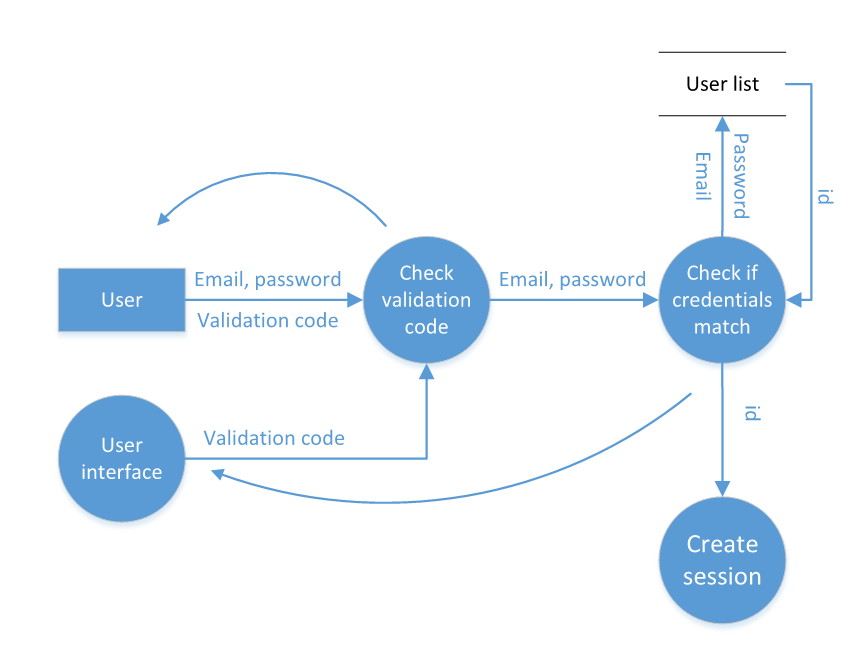 User list
Password
Email
id
Check
validation
code
Check if
credentials
match
User
Email, password
Validation code
Email, password
id
User
interface
Validation code
Create
session